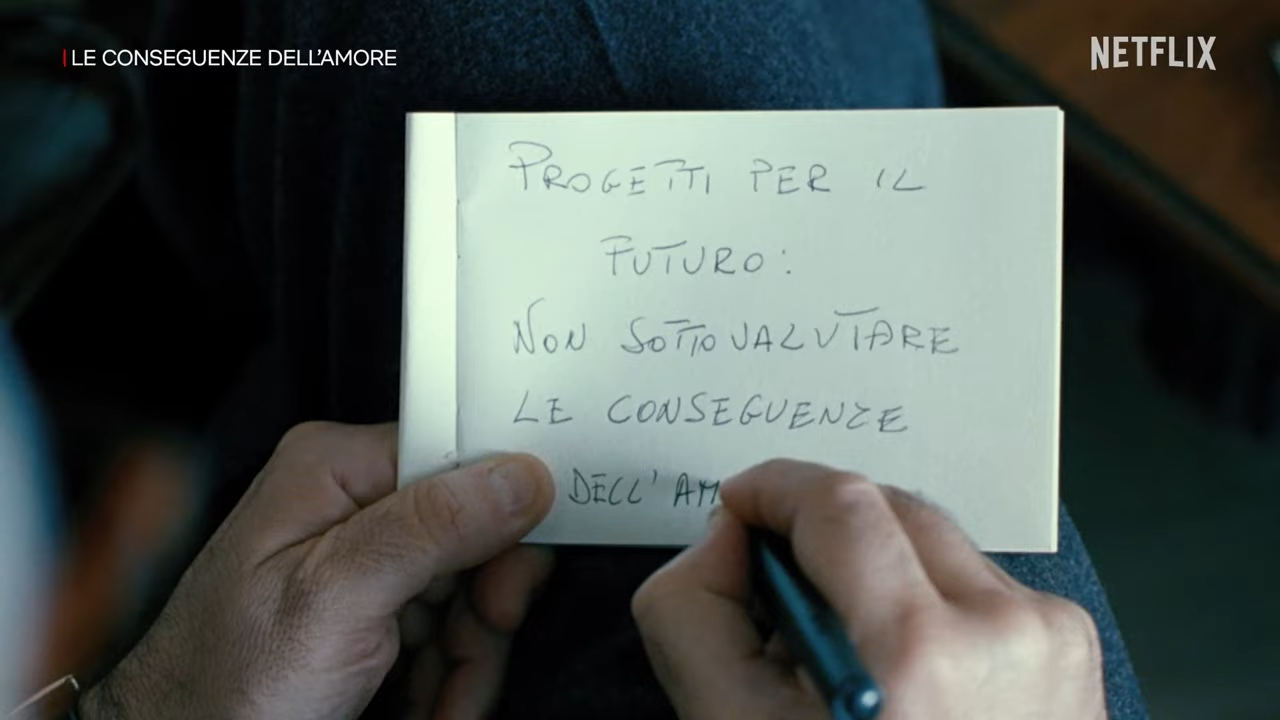 LE CONSEGUENZE DELL'AMORE
NETFLIX
PROGETTI PER IL
FUTURO:
NON SOTTOVALUTARE
LE CONSEGUENZE
DELL'AM